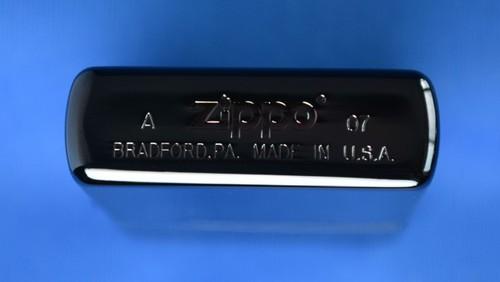 A Zippo® 07
BRADFORD, PA. MADE IN U.S.A.